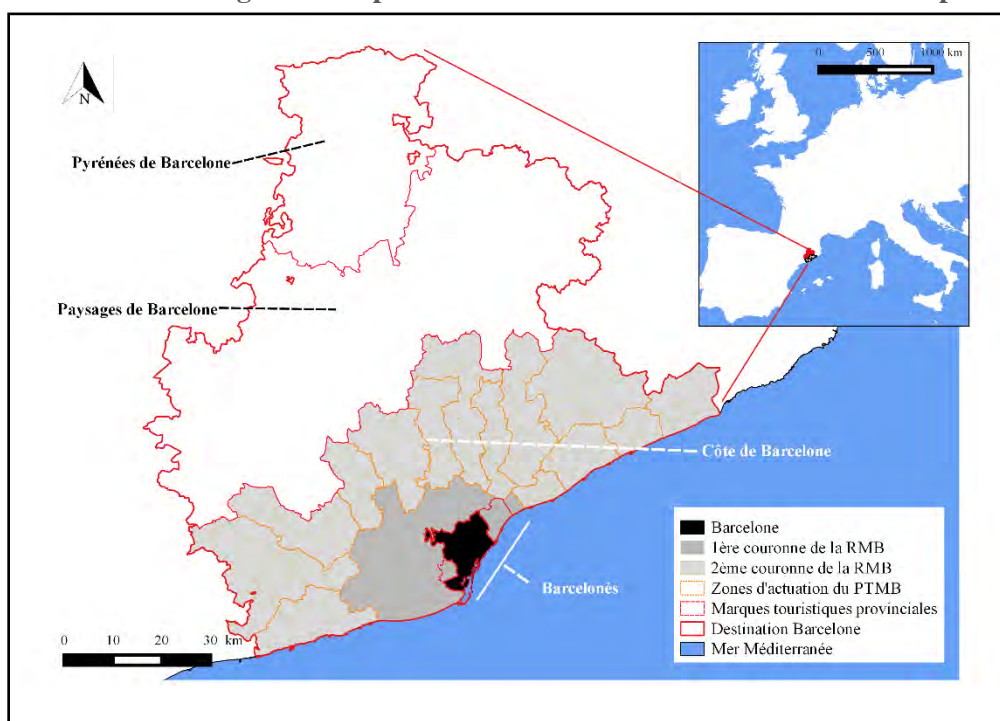 N
0 500 1000 km
Pyrénées de Barcelone
Paysages de Barcelone
Côte de Barcelone
Barcelonès
Barcelone
1ère couronne de la RMB
2ème couronne de la RMB
Zones d'actuation du PTMB
Marques touristiques provinciales
Destination Barcelone
Mer Méditerranée
0 10 20 30 km